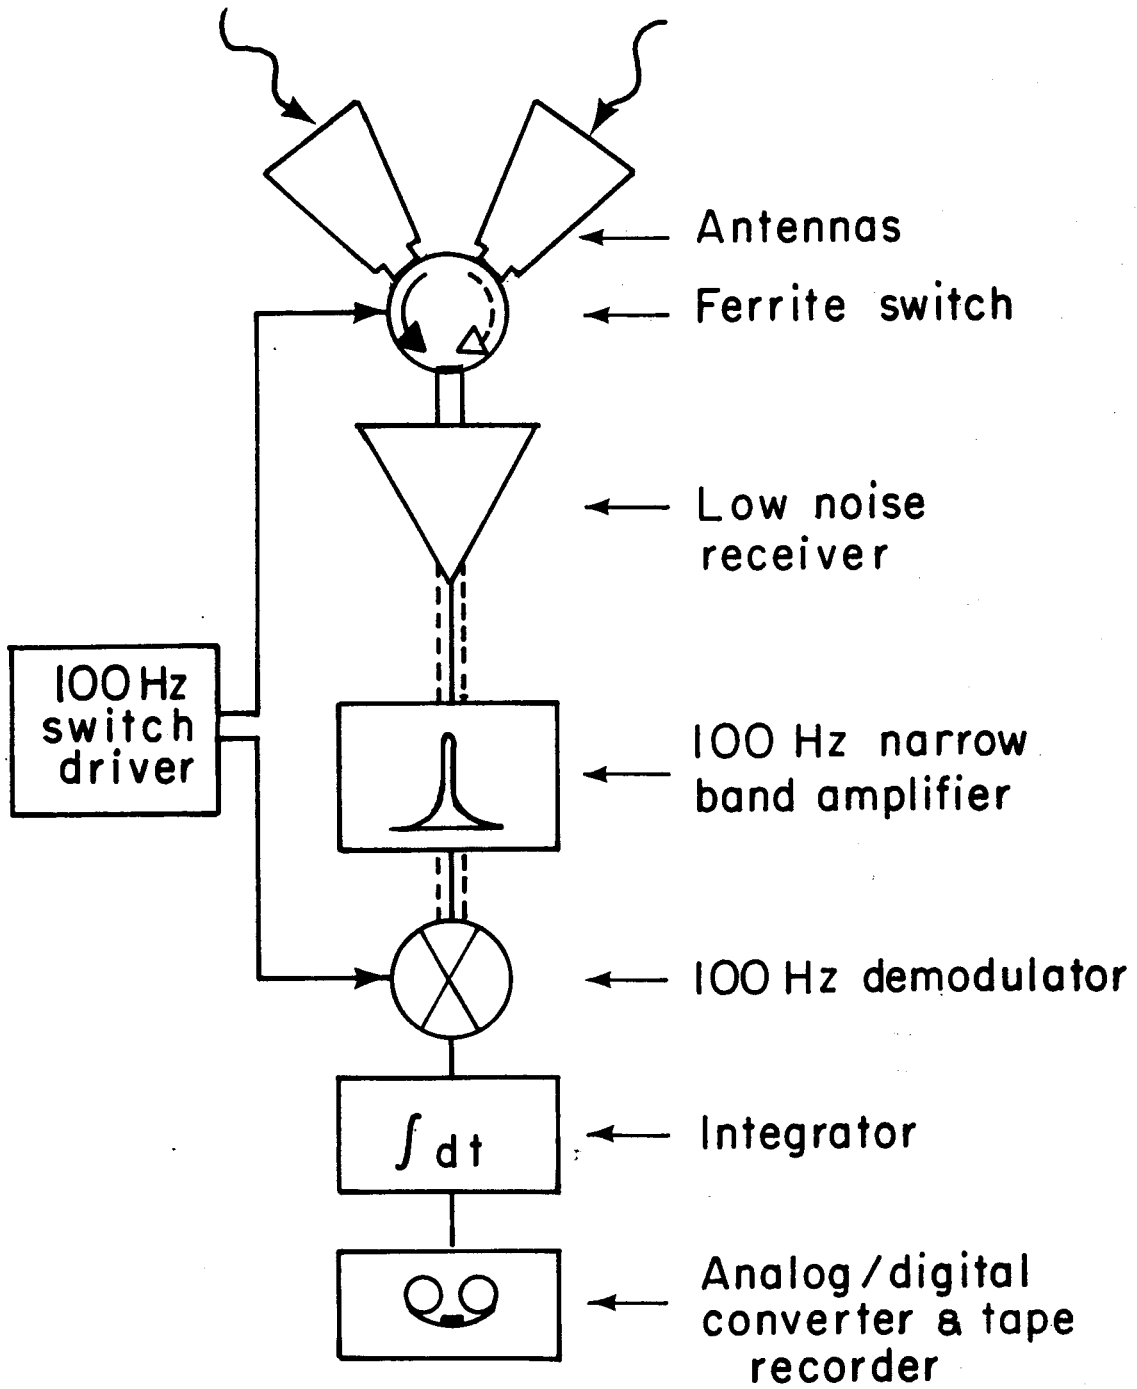 Antennas
Ferrite switch
Low noise
receiver
100 Hz
switch
driver
100 Hz narrow
band amplifier
100 Hz demodulator
∫ dt
Integrator
Analog/digital
converter & tape
recorder